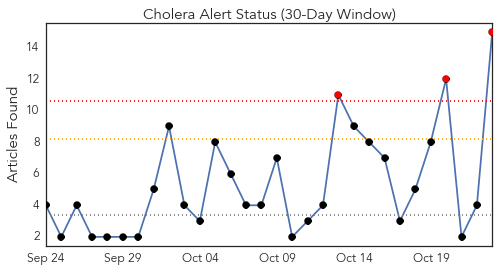 Cholera Alert Status (30-Day Window)
Articles Found
14
12
10
8
6
4
2
Sep 24
Sep 29
Oct 04
Oct 09
Oct 14
Oct 19